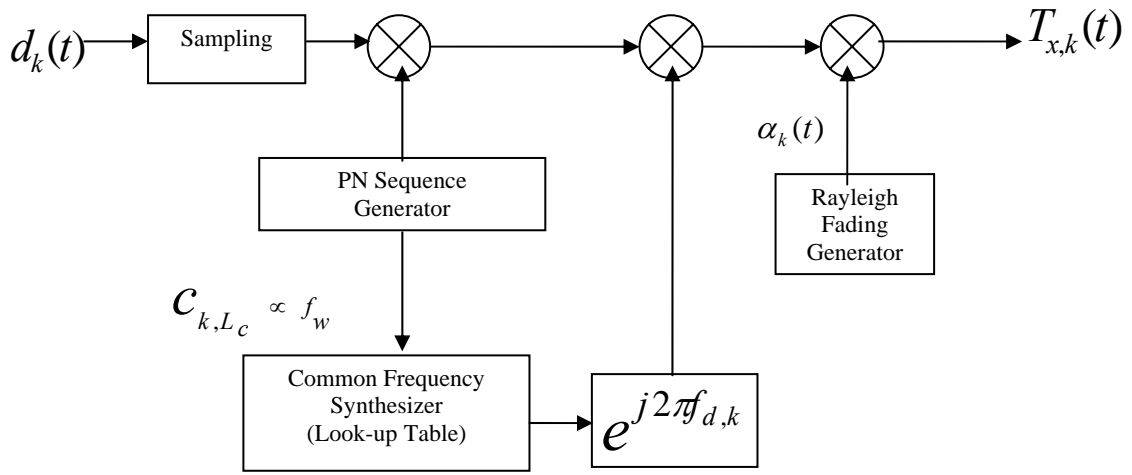 d_k(t)
Sampling
T_{x,k}(t)
α_k(t)
PN Sequence
Generator
Rayleigh
Fading
Generator
c_{k,L_c} ∝ f_w
Common Frequency
Synthesizer
(Look-up Table)
e^{j2πf_{d,k}}